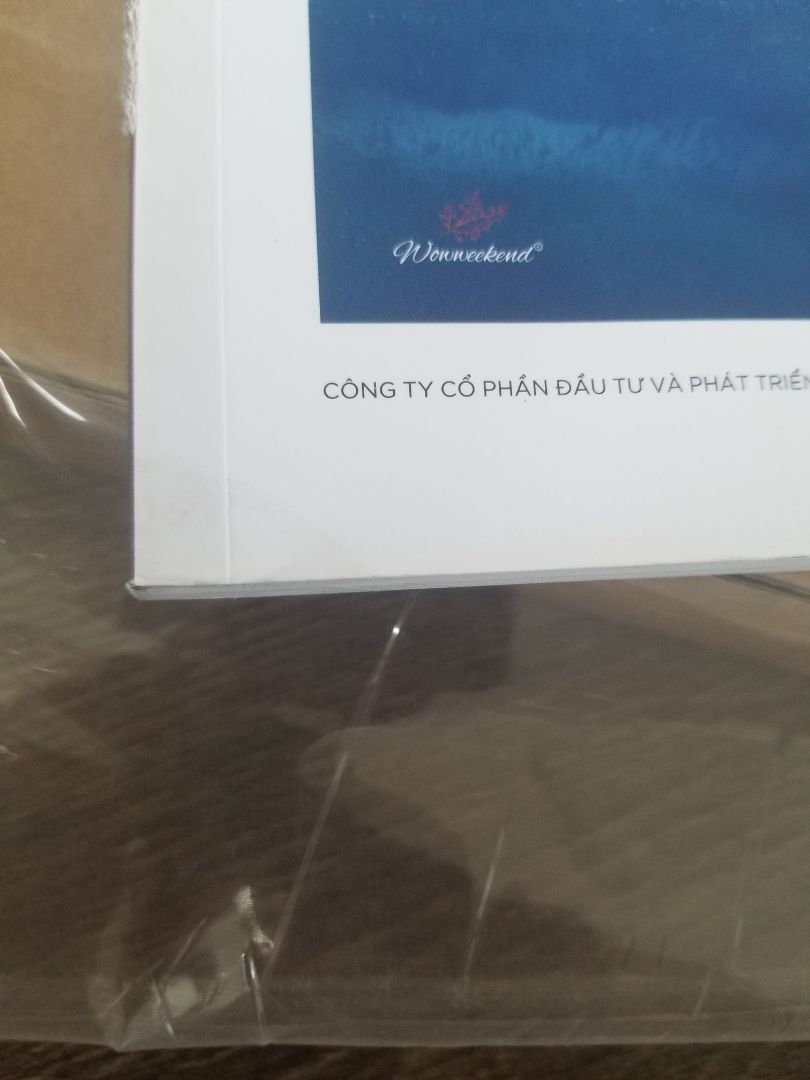 Wowweekend®
CÔNG TY CỔ PHẦN ĐẦU TƯ VÀ PHÁT TRIỂN